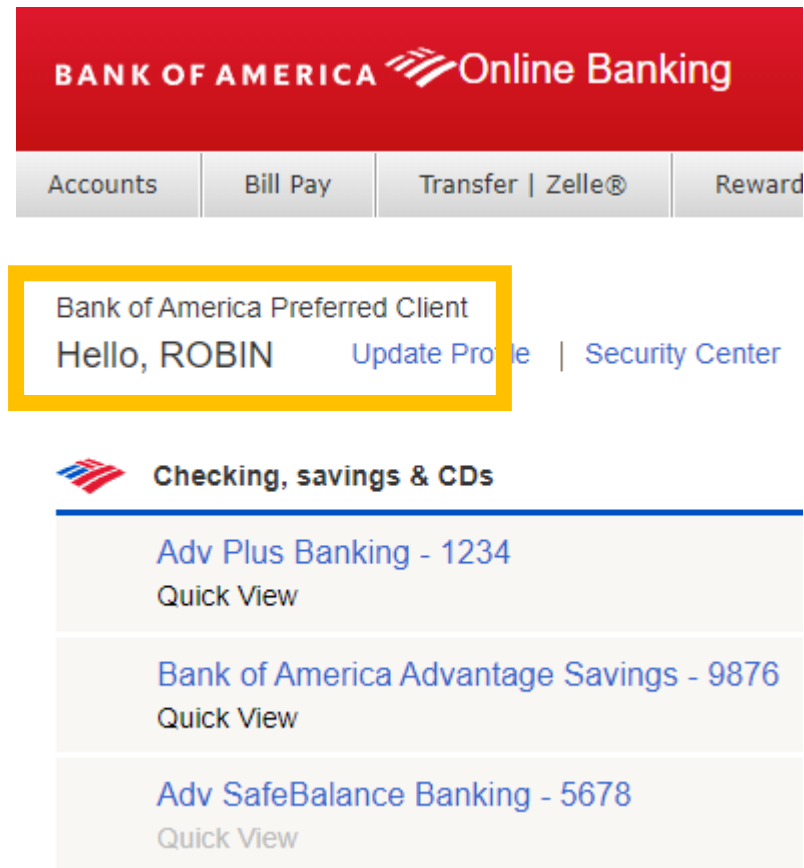 BANK OF AMERICA Online Banking
Accounts Bill Pay Transfer | Zelle® Reward
Bank of America Preferred Client
Hello, ROBIN Update Profile | Security Center
Checking, savings & CDs
Adv Plus Banking - 1234
Quick View
Bank of America Advantage Savings - 9876
Quick View
Adv SafeBalance Banking - 5678
Quick View